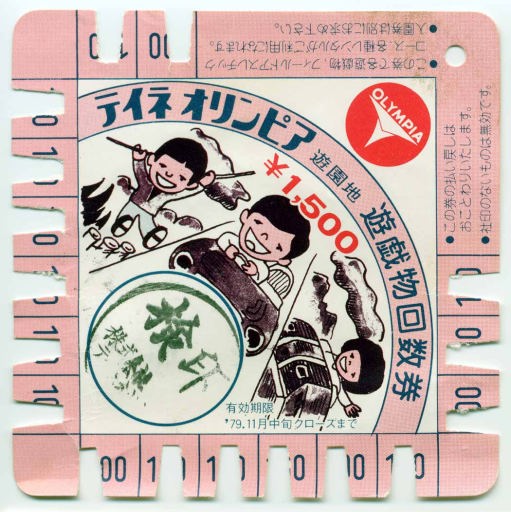 テイネオリンピア
遊園地
遊戯物回数券
¥1,500
OLYMPIA
検印
有効期限
'79.11月中旬クローズまで
●この券で各遊戯物、フィールドアスレチック
コース、各種レンタルがご利用になれます。
●入園券は別にお求め下さい。
●この券の払い戻しは
おことわりいたします。
●社印のないものは無効です。